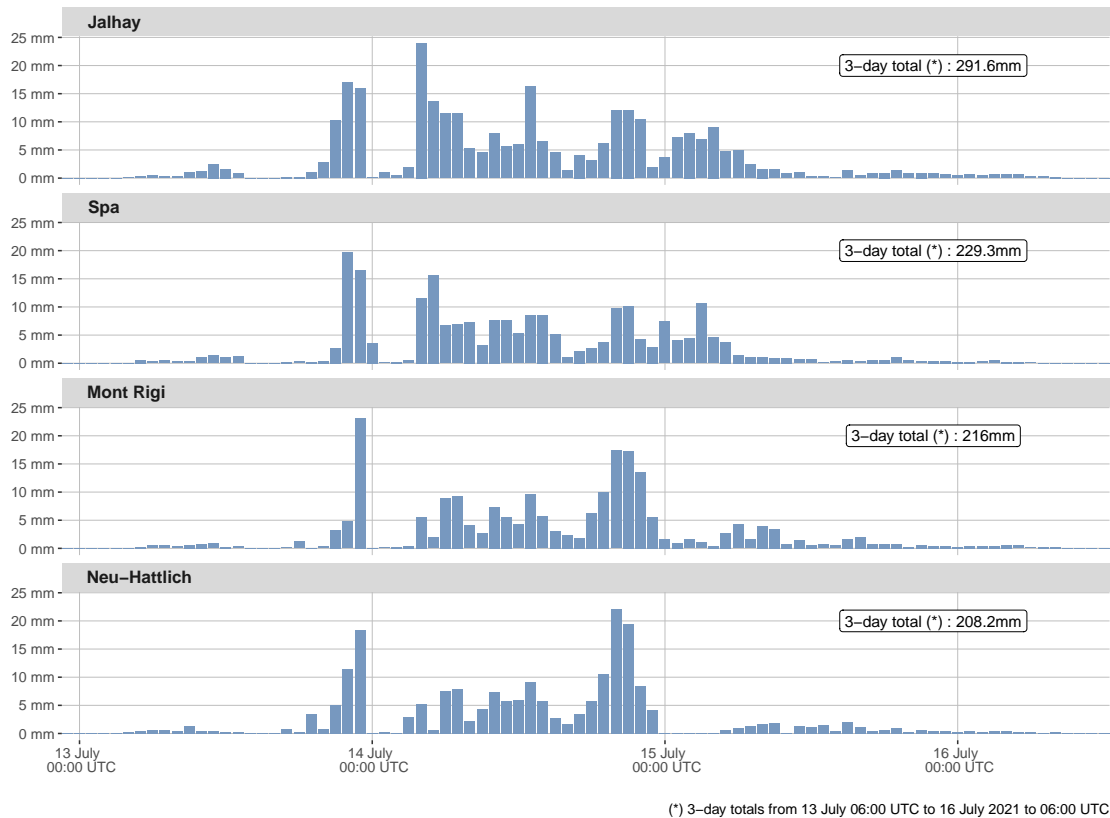 Jalhay
25 mm
20 mm
15 mm
10 mm
5 mm
0 mm
3−day total (*) : 291.6mm
Spa
25 mm
20 mm
15 mm
10 mm
5 mm
0 mm
3−day total (*) : 229.3mm
Mont Rigi
25 mm
20 mm
15 mm
10 mm
5 mm
0 mm
3−day total (*) : 216mm
Neu−Hattlich
25 mm
20 mm
15 mm
10 mm
5 mm
0 mm
3−day total (*) : 208.2mm
13 July
00:00 UTC
14 July
00:00 UTC
15 July
00:00 UTC
16 July
00:00 UTC
(*) 3−day totals from 13 July 06:00 UTC to 16 July 2021 to 06:00 UTC